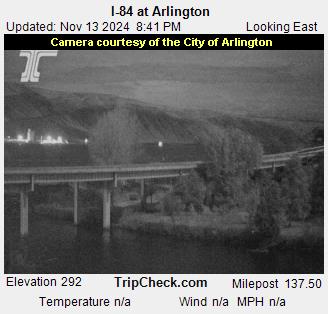 I-84 at Arlington
Updated: Nov 13 2024 8:41 PM Looking East
Camera courtesy of the City of Arlington
Elevation 292 TripCheck.com Milepost 137.50
Temperature n/a Wind n/a MPH n/a